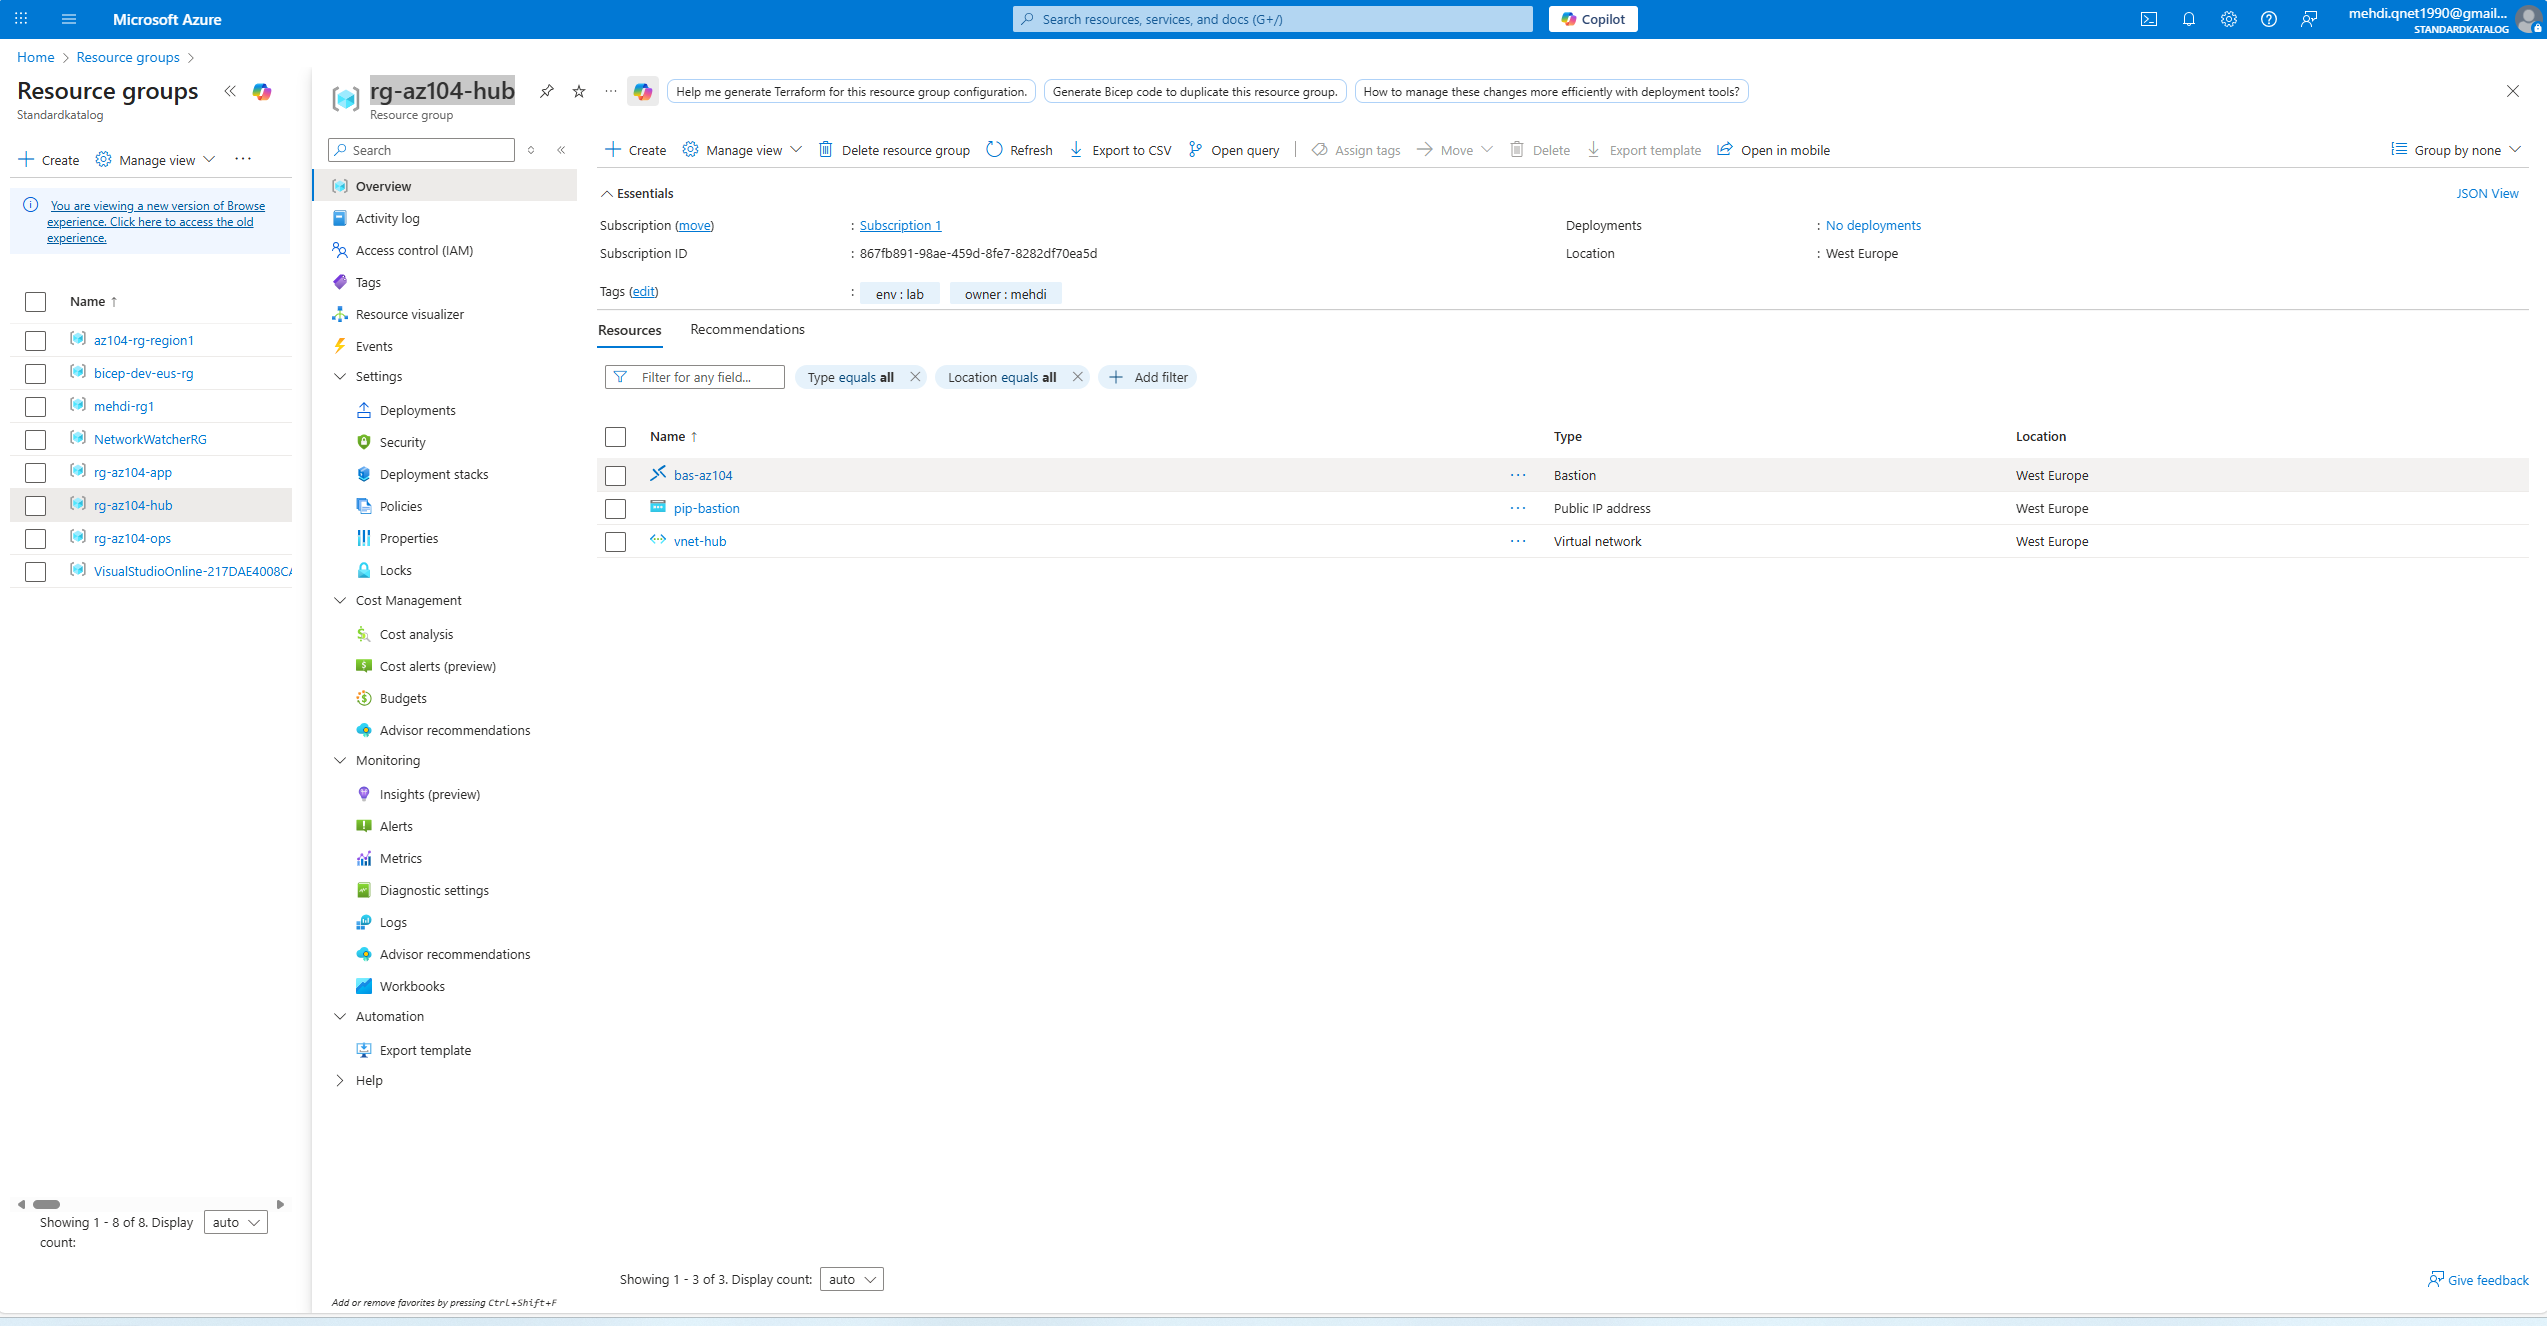 Microsoft Azure
Search resources, services, and docs (G+/)
Copilot
mehdi.qnet1990@gmail...
STANDARDKATALOG
Home
Resource groups
Resource groups
Standardkatalog
Create
Manage view
You are viewing a new version of Browse
experience. Click here to access the old
experience.
Name ↑
az104-rg-region1
bicep-dev-eus-rg
mehdi-rg1
NetworkWatcherRG
rg-az104-app
rg-az104-hub
rg-az104-ops
VisualStudioOnline-217DAE4008CA
Showing 1 - 8 of 8. Display
count:
auto
rg-az104-hub
Resource group
Help me generate Terraform for this resource group configuration.
Generate Bicep code to duplicate this resource group.
How to manage these changes more efficiently with deployment tools?
Search
Overview
Activity log
Access control (IAM)
Tags
Resource visualizer
Events
Settings
Deployments
Security
Deployment stacks
Policies
Properties
Locks
Cost Management
Cost analysis
Cost alerts (preview)
Budgets
Advisor recommendations
Monitoring
Insights (preview)
Alerts
Metrics
Diagnostic settings
Logs
Advisor recommendations
Workbooks
Automation
Export template
Help
Add or remove favorites by pressing Ctrl+Shift+F
Create
Manage view
Delete resource group
Refresh
Export to CSV
Open query
Assign tags
Move
Delete
Export template
Open in mobile
Group by none
Essentials
JSON View
Subscription (move) : Subscription 1
Deployments : No deployments
Subscription ID : 867fb891-98ae-459d-8fe7-8282df70ea5d
Location : West Europe
Tags (edit) : env : lab owner : mehdi
Resources
Recommendations
Filter for any field...
Type equals all
Location equals all
Add filter
Name ↑ Type Location
bas-az104 ... Bastion West Europe
pip-bastion ... Public IP address West Europe
vnet-hub ... Virtual network West Europe
Showing 1 - 3 of 3. Display count: auto
Give feedback